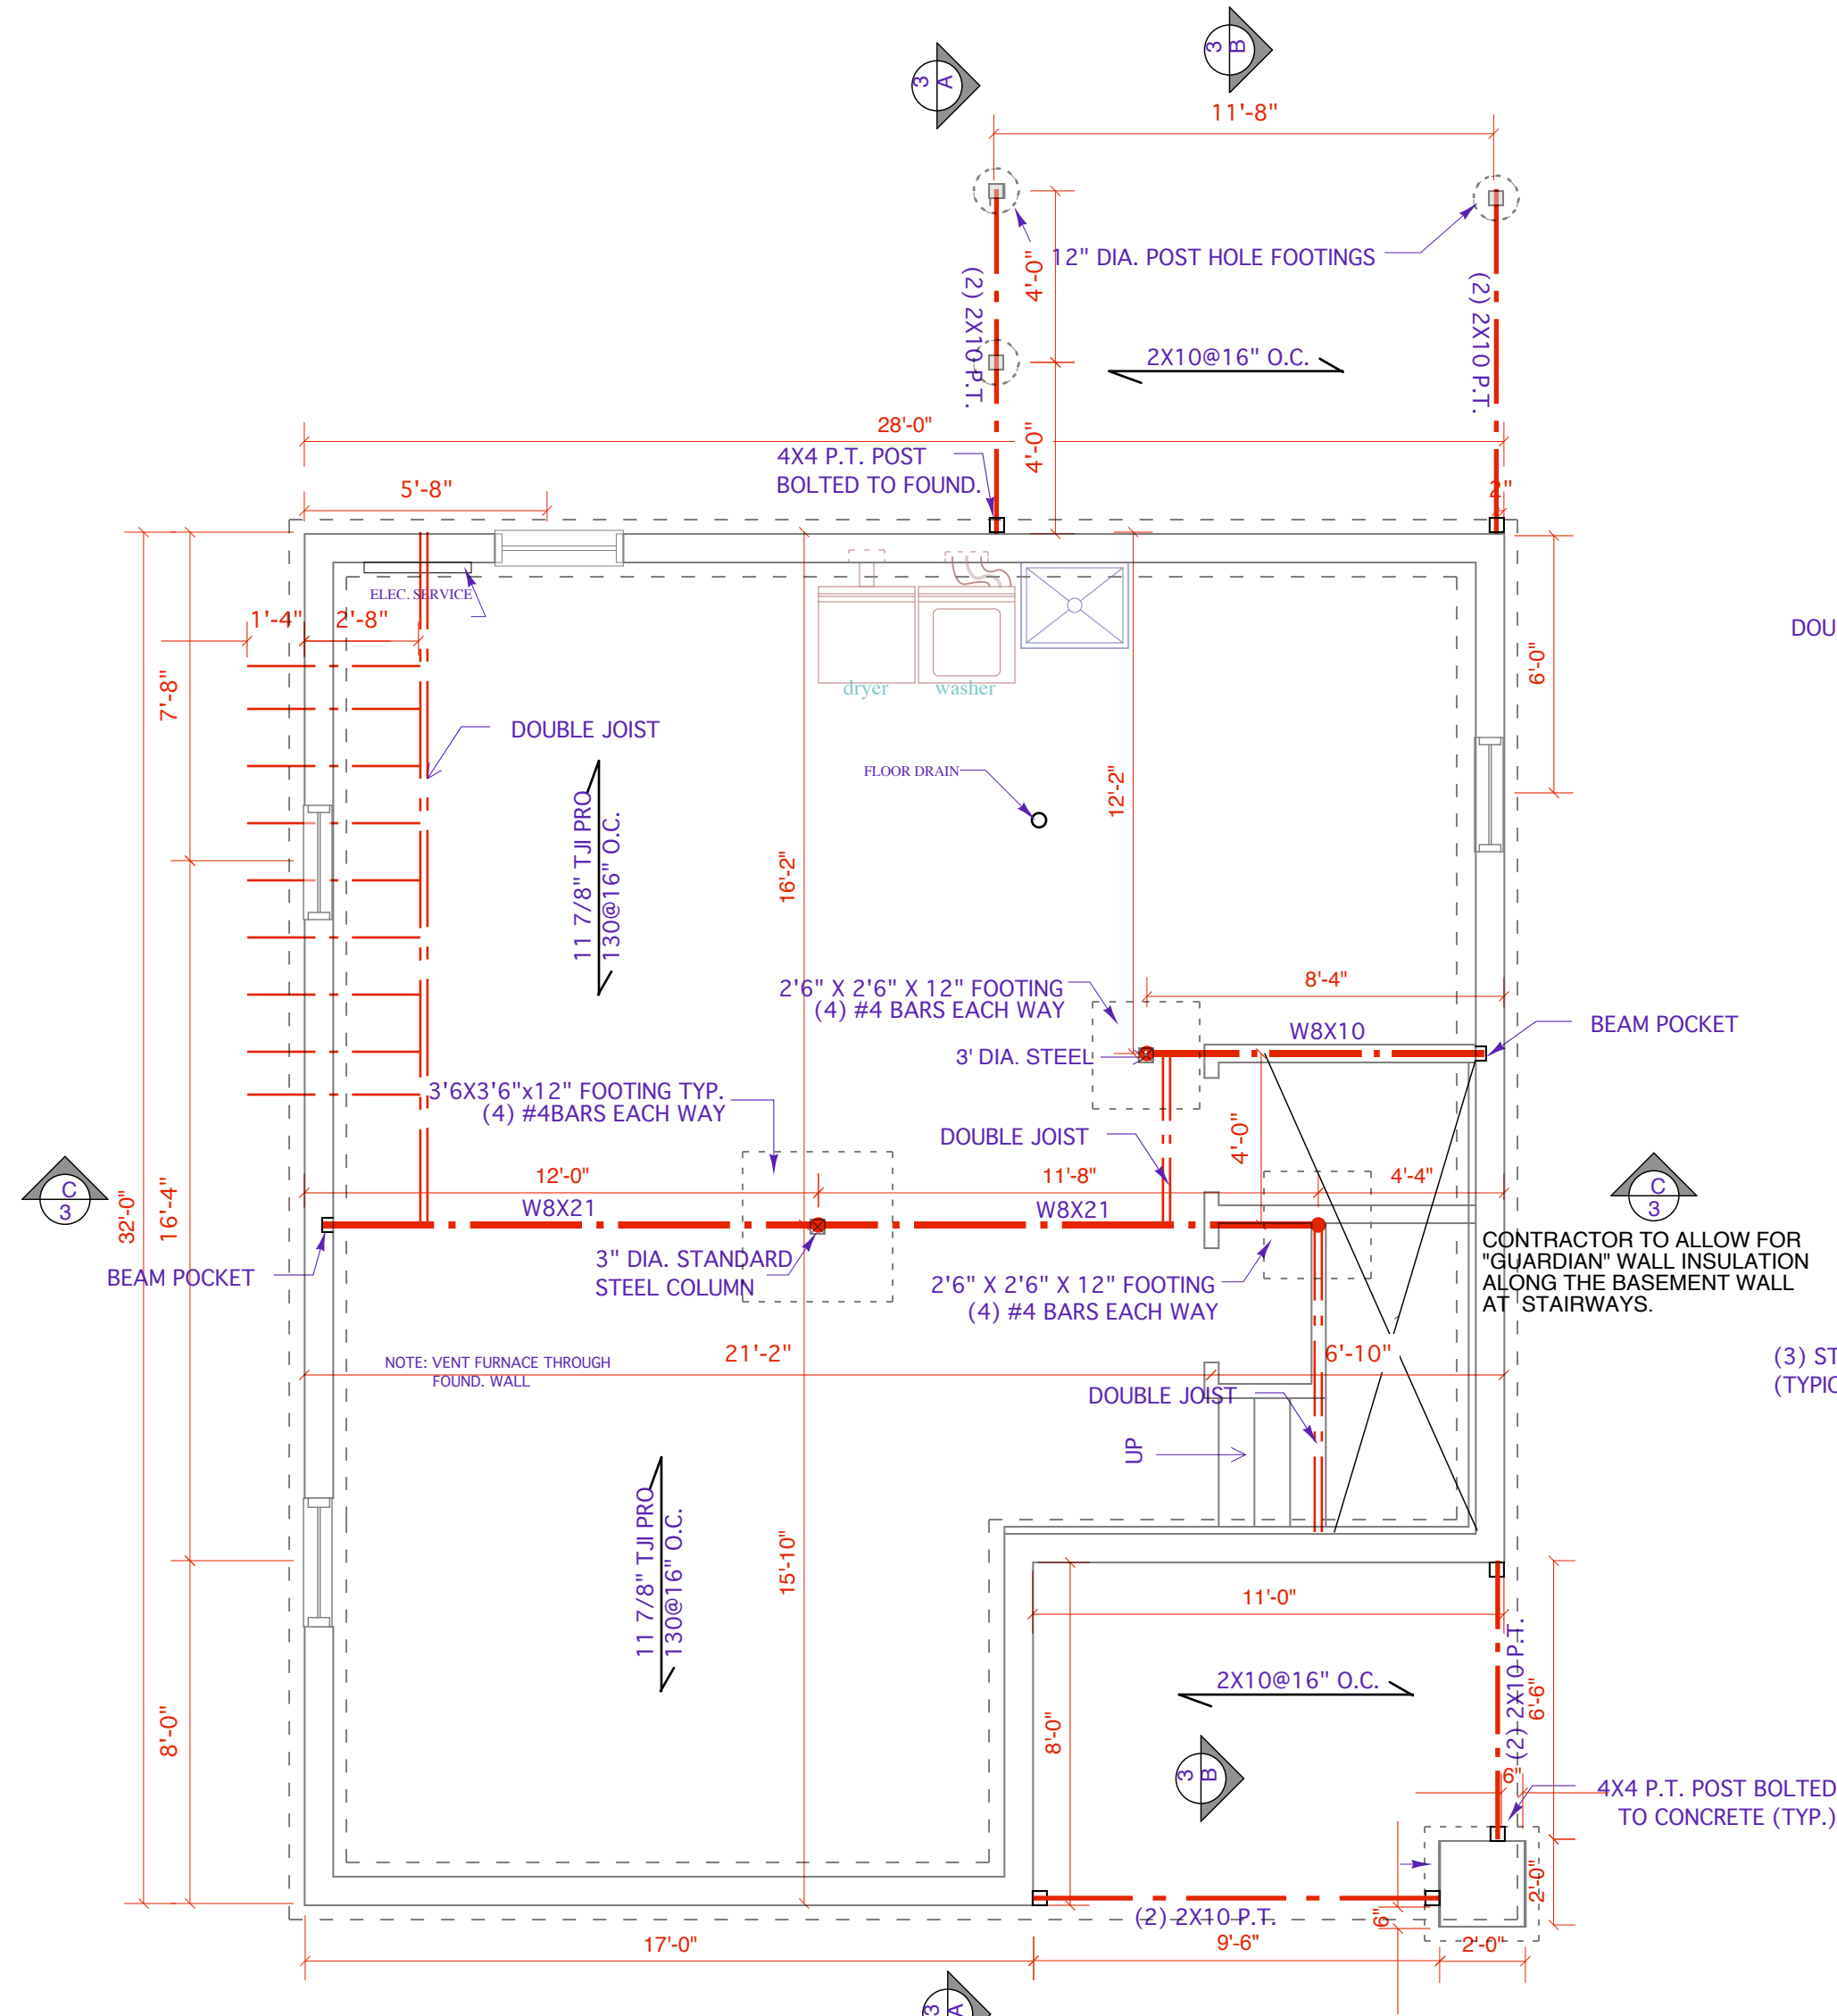 3
B
3
A
11'-8"
12" DIA. POST HOLE FOOTINGS
4'-0"
(2) 2X10 P.T.
(2) 2X10 P.T.
2X10@16" O.C.
28'-0"
4'-0"
4X4 P.T. POST
BOLTED TO FOUND.
5'-8"
2"
ELEC. SERVICE
1'-4"
2'-8"
7'-8"
6'-0"
DOU
dryer
washer
DOUBLE JOIST
FLOOR DRAIN
12'-2"
11 7/8" TJI PRO
130@16" O.C.
16'-2"
2'6" X 2'6" X 12" FOOTING
(4) #4 BARS EACH WAY
8'-4"
W8X10
BEAM POCKET
3' DIA. STEEL
3'6X3'6"x12" FOOTING TYP.
(4) #4BARS EACH WAY
DOUBLE JOIST
4'-0"
C
3
32'-0"
16'-4"
12'-0"
11'-8"
4'-4"
W8X21
W8X21
C
3
CONTRACTOR TO ALLOW FOR
"GUARDIAN" WALL INSULATION
ALONG THE BASEMENT WALL
AT STAIRWAYS.
BEAM POCKET
3" DIA. STANDARD
STEEL COLUMN
2'6" X 2'6" X 12" FOOTING
(4) #4 BARS EACH WAY
21'-2"
6'-10"
NOTE: VENT FURNACE THROUGH
FOUND. WALL
(3) ST
(TYPIC
DOUBLE JOIST
UP
11 7/8" TJI PRO
130@16" O.C.
15'-10"
11'-0"
2X10@16" O.C.
(2) 2X10 P.T.
6'-6"
8'-0"
8'-0"
3
B
6"
4X4 P.T. POST BOLTED
TO CONCRETE (TYP.)
2'-0"
(2) 2X10 P.T.
6"
17'-0"
9'-6"
2'-0"
3
A